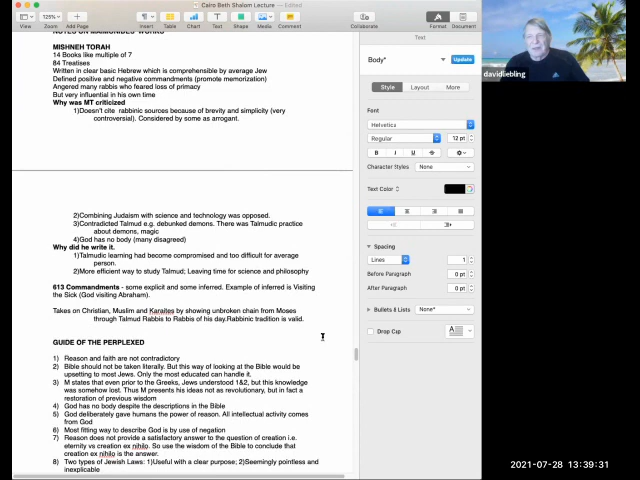 Cairo Beth Shalom Lecture — Edited
125%
View
Zoom
Add Page
Insert
Table
Chart
Text
Shape
Media
Comment
Collaborate
Format
Document
NOTES ON MAIMONIDES' WORKS
MISHNEH TORAH
14 Books like multiple of 7
84 Treatises
Written in clear basic Hebrew which is comprehensible by average Jew
Defined positive and negative commandments (promote memorization)
Angered many rabbis who feared loss of primacy
But very influential in his own time
Why was MT criticized
1)Doesn't cite rabbinic sources because of brevity and simplicity (very
controversial). Considered by some as arrogant.
2)Combining Judaism with science and technology was opposed.
3)Contradicted Talmud e.g. debunked demons. There was Talmudic practice
about demons, magic
4)God has no body (many disagreed)
Why did he write it.
1)Talmudic learning had become compromised and too difficult for average
person.
2)More efficient way to study Talmud; Leaving time for science and philosophy
613 Commandments - some explicit and some inferred. Example of inferred is Visiting
the Sick (God visiting Abraham).
Takes on Christian, Muslim and Karaites by showing unbroken chain from Moses
through Talmud Rabbis to Rabbis of his day.Rabbinic tradition is valid.
GUIDE OF THE PERPLEXED
1) Reason and faith are not contradictory
2) Bible should not be taken literally. But this way of looking at the Bible would be
upsetting to most Jews. Only the most educated can handle it.
3) M states that even prior to the Greeks, Jews understood 1&2, but this knowledge
was somehow lost. Thus M presents his ideas not as revolutionary, but in fact a
restoration of previous wisdom
4) God has no body despite the descriptions in the Bible
5) God deliberately gave humans the power of reason. All intellectual activity comes
from God
6) Most fitting way to describe God is by use of negation
7) Reason does not provide a satisfactory answer to the question of creation i.e.
eternity vs creation ex nihilo. So use the wisdom of the Bible to conclude that
creation ex nihilo is the answer.
8) Two types of Jewish Laws: 1)Useful with a clear purpose; 2)Seemingly pointless and
inexplicable
Text
Body*
Update
Style
Layout
More
Font
Helvetica
Regular
12 pt
B
I
U
Character Styles
None
Text Color
Spacing
Lines
1
Before Paragraph
0 pt
After Paragraph
0 pt
Bullets & Lists
None*
Drop Cap
davidliebling
2021-07-28 13:39:31